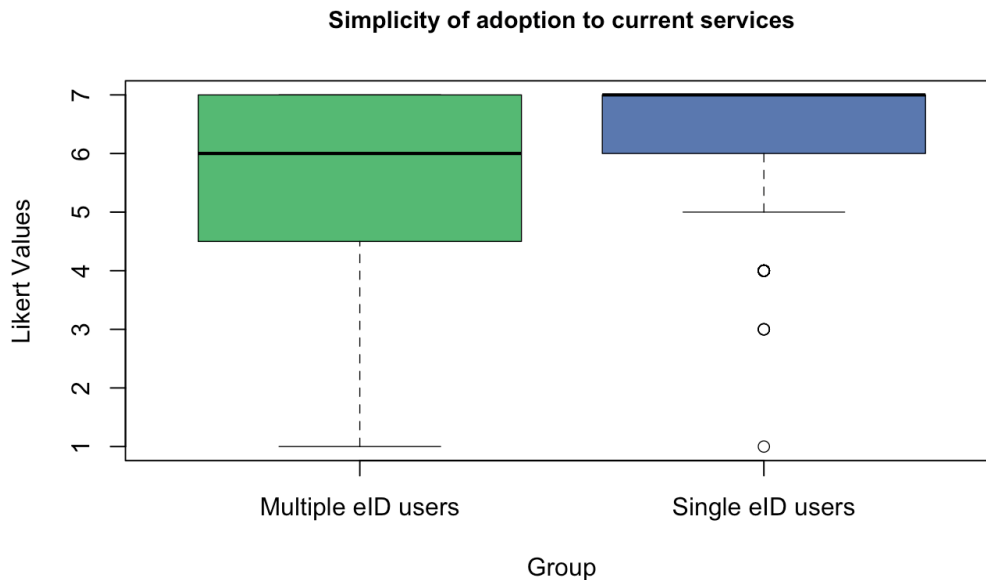 Simplicity of adoption to current services
Likert Values
7
6
5
4
3
2
1
Multiple eID users
Single eID users
Group